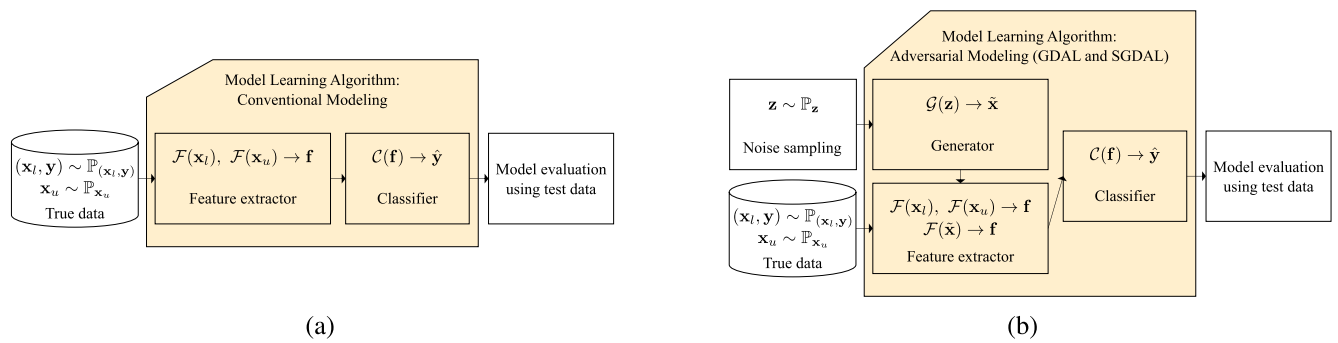 Model Learning Algorithm:
Conventional Modeling
(x_l, y) ∼ ℙ_(x_l,y)
x_u ∼ ℙ_x_u
True data
ℱ(x_l), ℱ(x_u) → f
Feature extractor
𝒞(f) → ŷ
Classifier
Model evaluation
using test data
(a)
Model Learning Algorithm:
Adversarial Modeling (GDAL and SGDAL)
z ∼ ℙ_z
Noise sampling
𝒢(z) → x̃
Generator
(x_l, y) ∼ ℙ_(x_l,y)
x_u ∼ ℙ_x_u
True data
ℱ(x_l), ℱ(x_u) → f
ℱ(x̃) → f
Feature extractor
𝒞(f) → ŷ
Classifier
Model evaluation
using test data
(b)